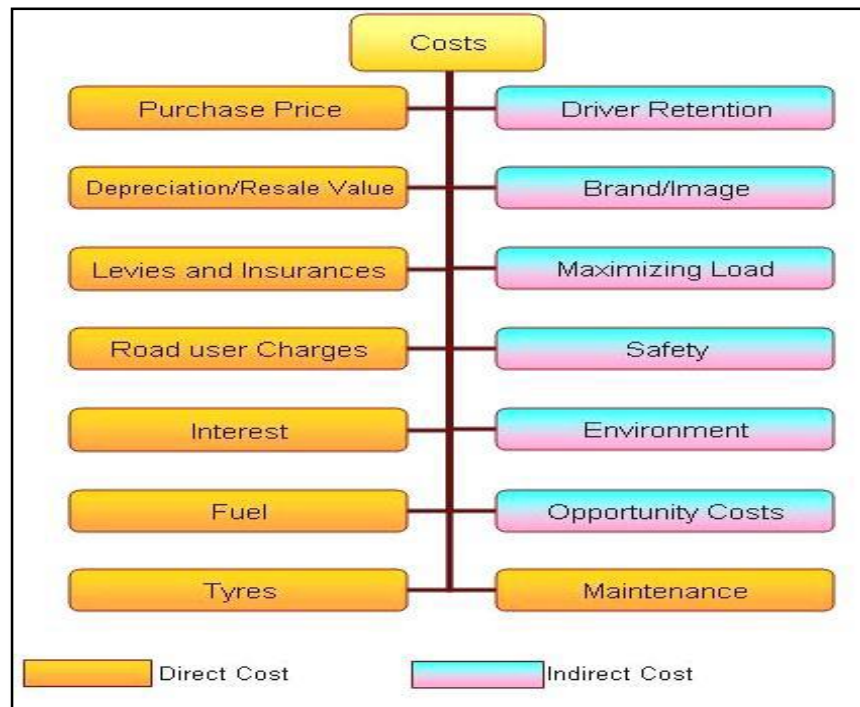 Costs
Purchase Price
Driver Retention
Depreciation/Resale Value
Brand/Image
Levies and Insurances
Maximizing Load
Road user Charges
Safety
Interest
Environment
Fuel
Opportunity Costs
Tyres
Maintenance
Direct Cost
Indirect Cost